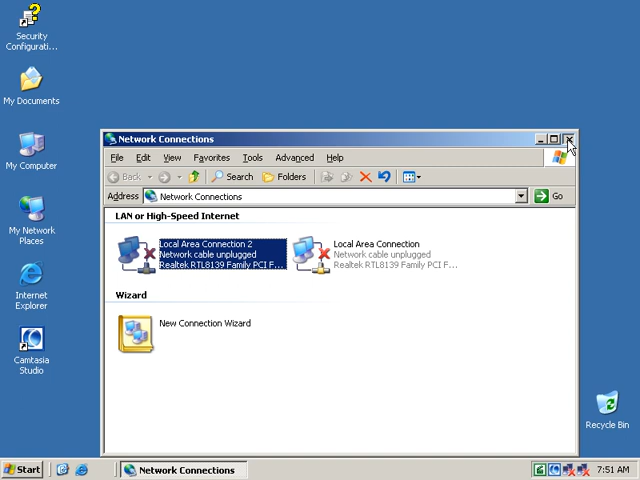 Security
Configurati...
My Documents
My Computer
My Network
Places
Internet
Explorer
Camtasia
Studio
Recycle Bin
Network Connections
File Edit View Favorites Tools Advanced Help
Back Search Folders
Address Network Connections Go
LAN or High-Speed Internet
Local Area Connection 2
Network cable unplugged
Realtek RTL8139 Family PCI F...
Local Area Connection
Network cable unplugged
Realtek RTL8139 Family PCI F...
Wizard
New Connection Wizard
Start Network Connections 7:51 AM